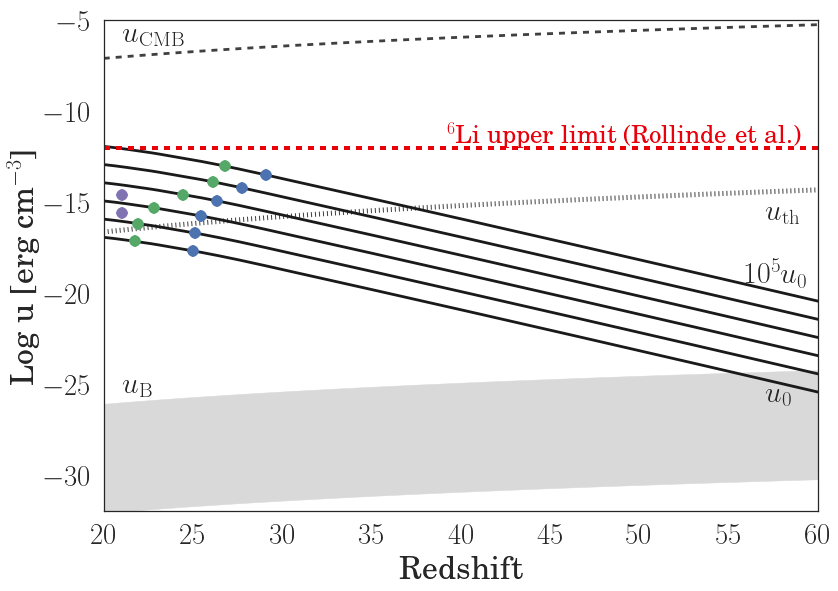 −5
u_CMB
−10
⁶Li upper limit (Rollinde et al.)
−15
u_th
10⁵u₀
−20
−25
u_B
u₀
−30
Log u [erg cm⁻³]
20 25 30 35 40 45 50 55 60
Redshift